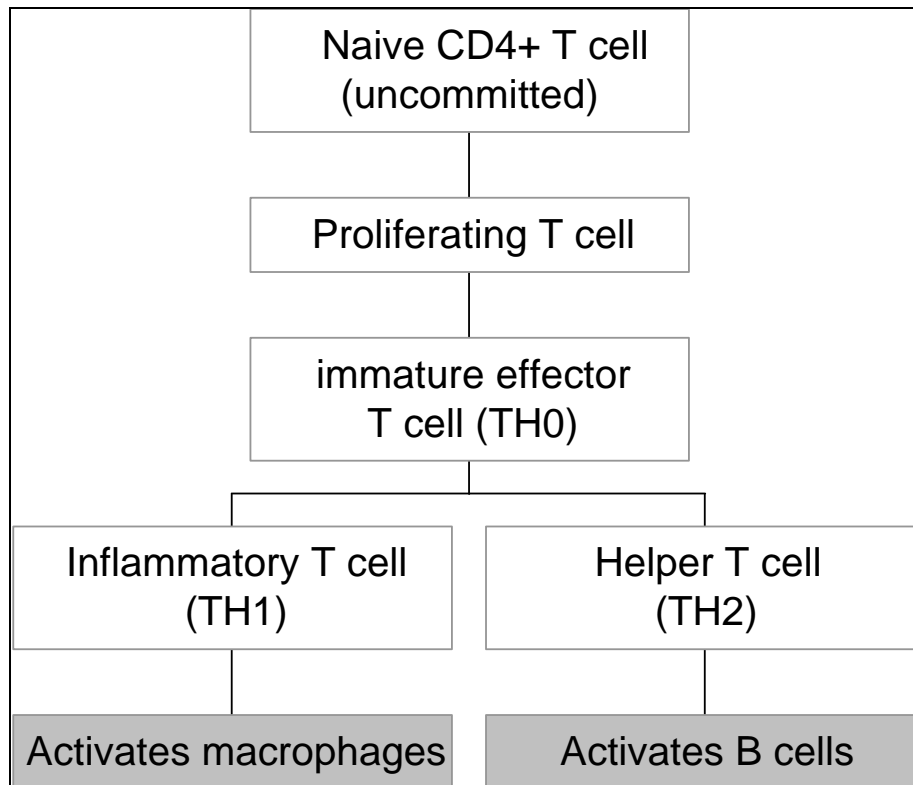 Naive CD4+ T cell
(uncommitted)
Proliferating T cell
immature effector
T cell (TH0)
Inflammatory T cell
(TH1)
Helper T cell
(TH2)
Activates macrophages
Activates B cells